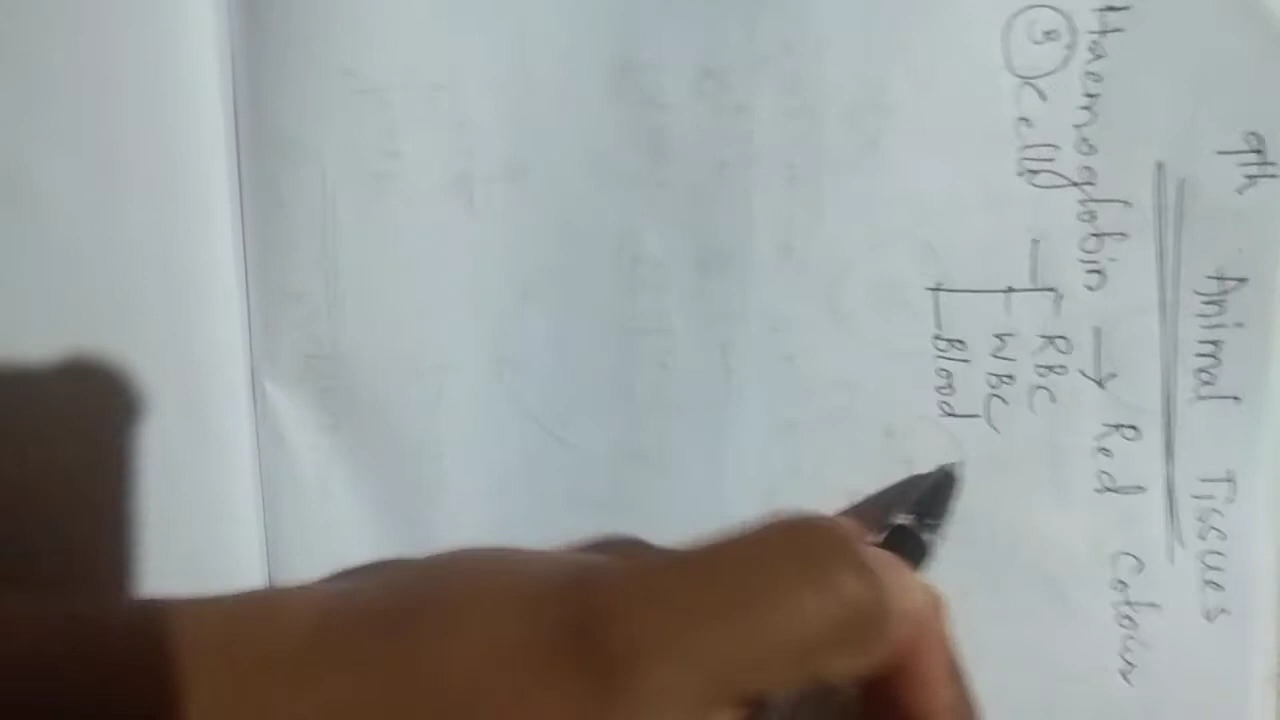 9th Animal Tissues
Haemoglobin → Red Colour
③ Cells — RBC
WBC
Blood